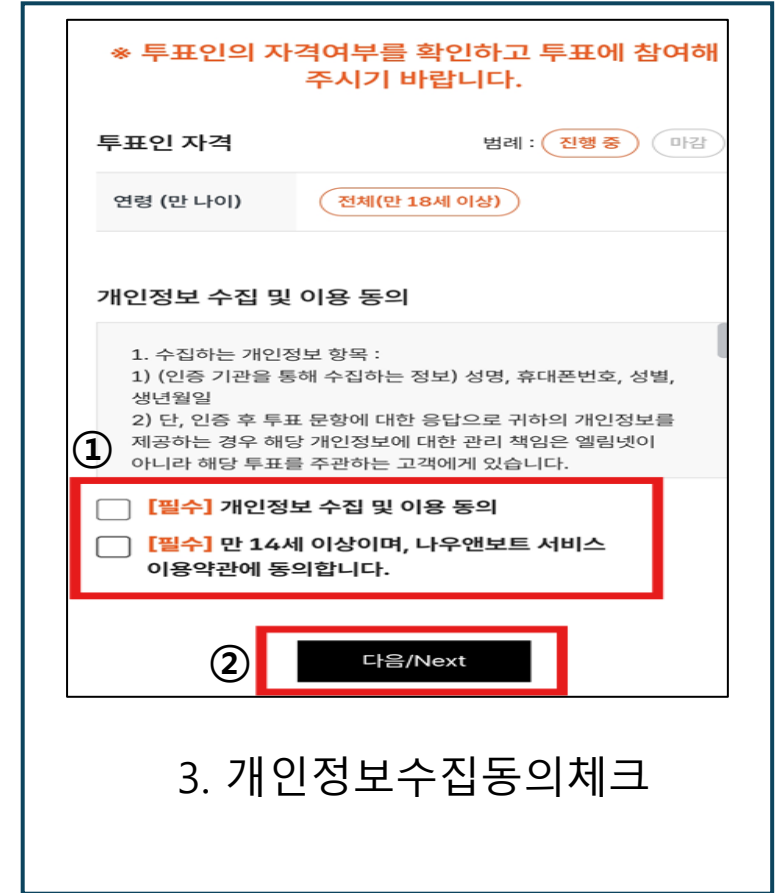 ※ 투표인의 자격여부를 확인하고 투표에 참여해
주시기 바랍니다.
투표인 자격
범례 : 진행 중 마감
연령 (만 나이) 전체(만 18세 이상)
개인정보 수집 및 이용 동의
1. 수집하는 개인정보 항목 :
1) (인증 기관을 통해 수집하는 정보) 성명, 휴대폰번호, 성별,
생년월일
2) 단, 인증 후 투표 문항에 대한 응답으로 귀하의 개인정보를
제공하는 경우 해당 개인정보에 대한 관리 책임은 엘림넷이
아니라 해당 투표를 주관하는 고객에게 있습니다.
①
[필수] 개인정보 수집 및 이용 동의
[필수] 만 14세 이상이며, 나우앤보트 서비스
이용약관에 동의합니다.
② 다음/Next
3. 개인정보수집동의체크